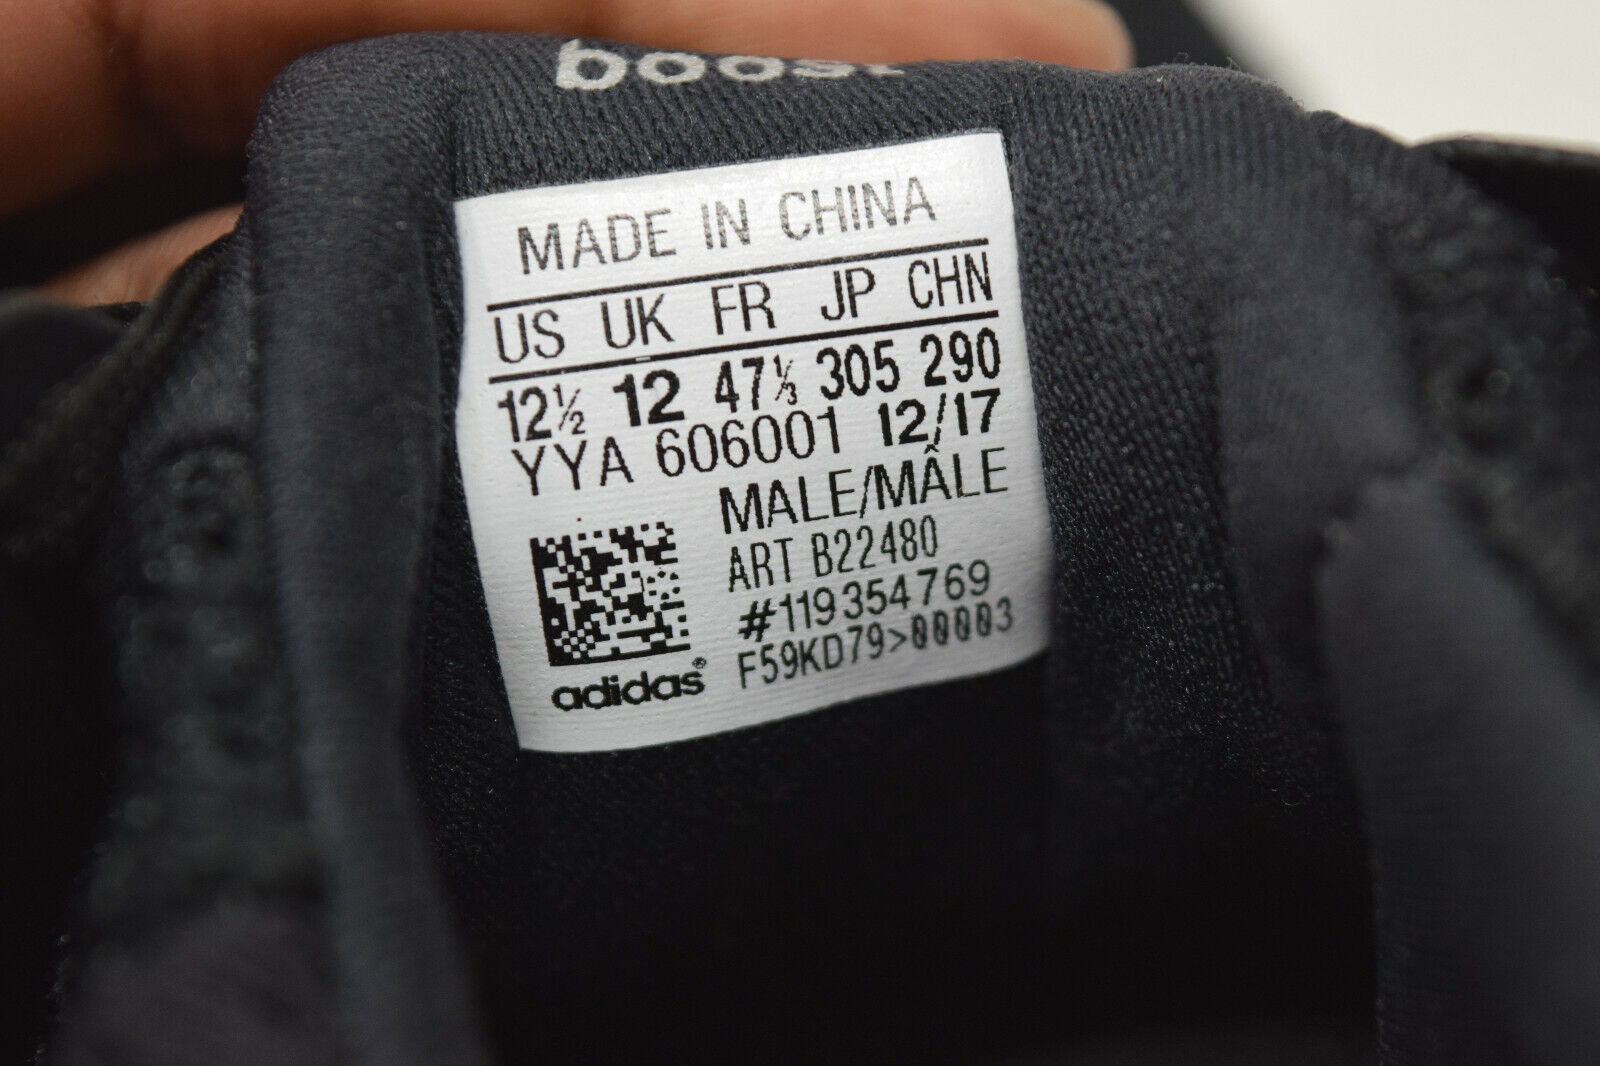 boost
MADE IN CHINA
US UK FR JP CHN
12½ 12 47⅓ 305 290
YYA 606001 12/17
MALE/MÂLE
ART B22480
#119354769
F59KD79>00003
adidas®